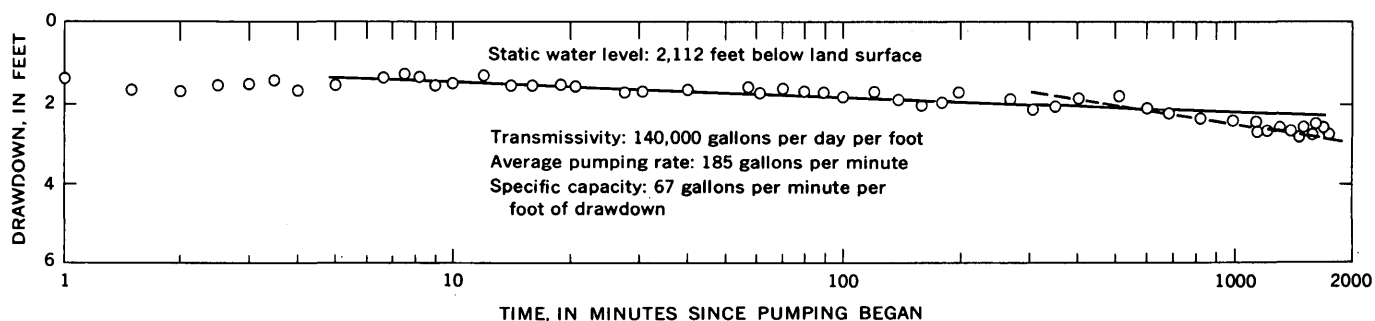 DRAWDOWN, IN FEET
0
2
4
6
Static water level: 2,112 feet below land surface
Transmissivity: 140,000 gallons per day per foot
Average pumping rate: 185 gallons per minute
Specific capacity: 67 gallons per minute per
foot of drawdown
1 10 100 1000 2000
TIME, IN MINUTES SINCE PUMPING BEGAN